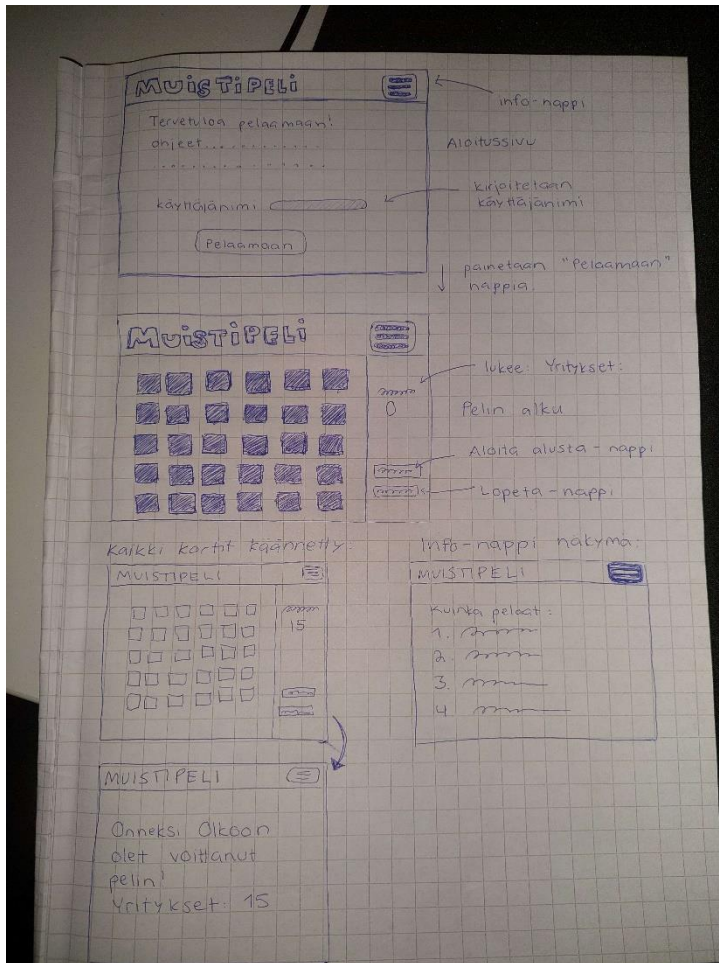 MUISTIPELI
info-nappi
Tervetuloa pelaamaan!
ohjeet..........
Aloitussivu
kirjoitetaan
käyttäjänimi
käyttäjänimi
Pelaamaan
painetaan "Pelaamaan"
nappia.
MUISTIPELI
lukee: Yritykset:
0
Pelin alku
Aloita alusta-nappi
Lopeta-nappi
Kaikki kortit käännetty:
MUISTIPELI
15
Info-nappi näkymä:
MUISTIPELI
Kuinka pelaat:
1.
2.
3.
4
MUISTIPELI
Onneksi Olkoon
olet voittanut
pelin!
Yritykset: 15